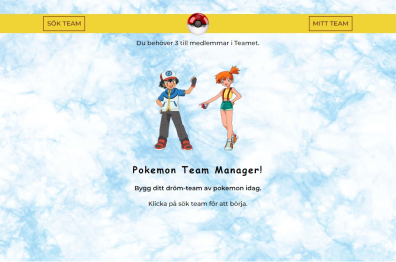 SÖK TEAM
MITT TEAM
Du behöver 3 till medlemmar i Teamet.
Pokemon Team Manager!
Bygg ditt dröm-team av pokemon idag.
Klicka på sök team för att börja.